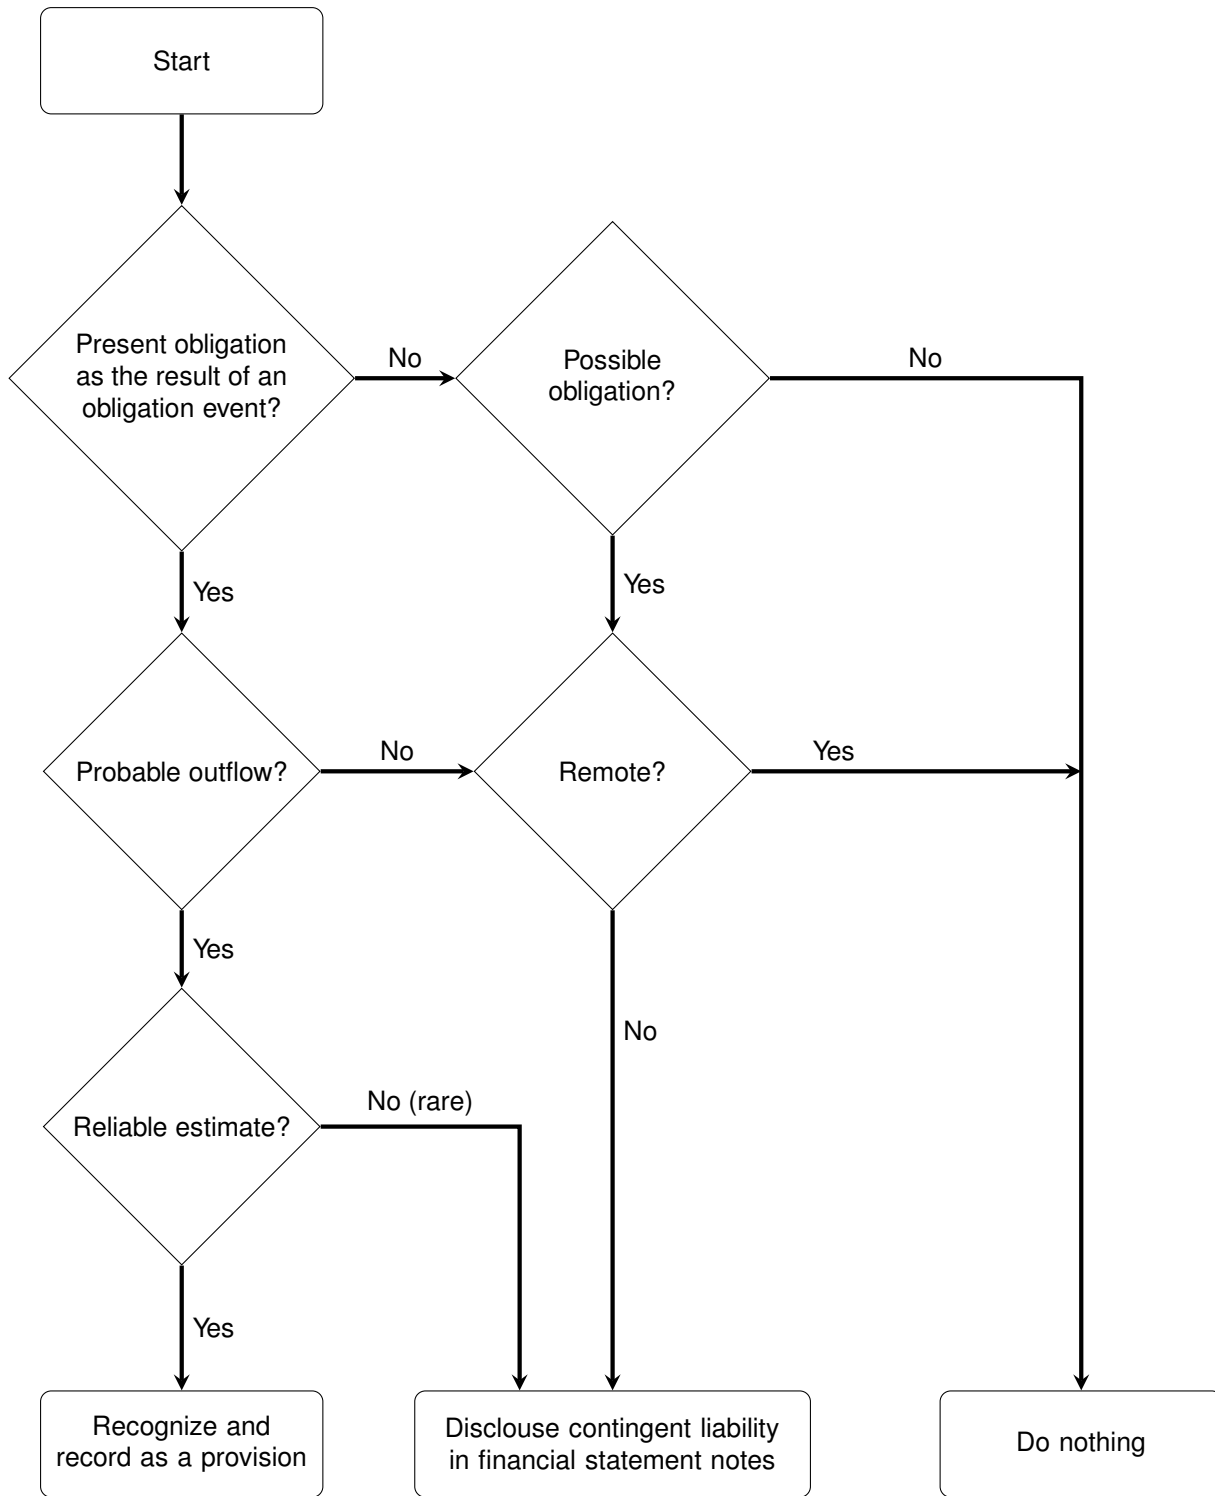 Start
Present obligation
as the result of an
obligation event?
No
Possible
obligation?
No
Yes
Yes
Probable outflow?
No
Remote?
Yes
Yes
No
Reliable estimate?
No (rare)
Yes
Recognize and
record as a provision
Disclouse contingent liability
in financial statement notes
Do nothing